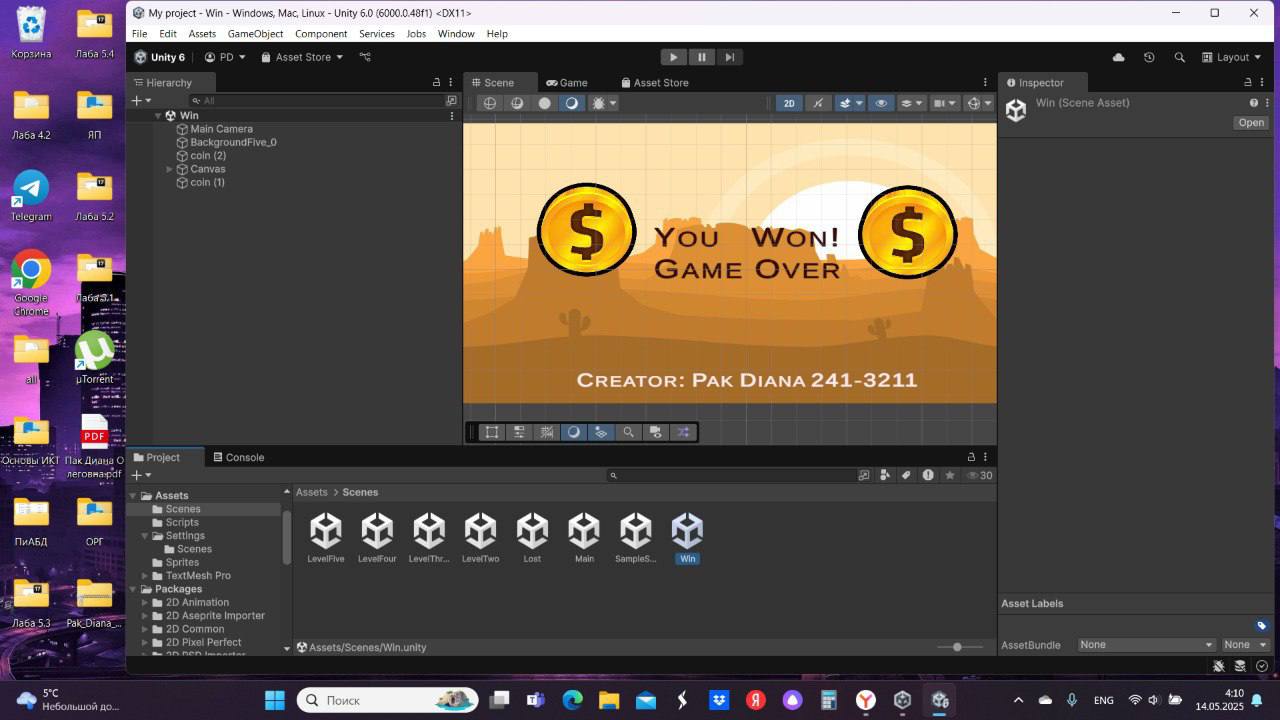 My project - Win - Windows, Mac, Linux - Unity 6.0 (6000.0.48f1) <DX11>
File Edit Assets GameObject Component Services Jobs Window Help
Unity 6 PD Asset Store Layout
Hierarchy
All
Win
Main Camera
BackgroundFive_0
coin (2)
Canvas
coin (1)
Scene Game Asset Store
2D
$ $
You Won!
Game Over
Creator: Pak Diana 241-3211
Inspector
Win (Scene Asset)
Open
Asset Labels
AssetBundle None None
Project Console
30
Assets
Scenes
Scripts
Settings
Scenes
Sprites
TextMesh Pro
Packages
2D Animation
2D Aseprite Importer
2D Common
2D Pixel Perfect
2D PSD Importer
Assets > Scenes
LevelFive LevelFour LevelThr... LevelTwo Lost Main SampleS... Win
Assets/Scenes/Win.unity
Корзина
Лаба 5.4
Лаба 4.2
ЯП
Telegram
Лаба 5.2
Google Chrome
all
µTorrent
PDF
Основы ИКТ
Пак Диана О
леговна.pdf
ПиАБД
ОРГ
Лаба 5.3
Pak_Diana_...
5°C
Небольшой до...
Поиск
ENG
4:10
14.05.2025